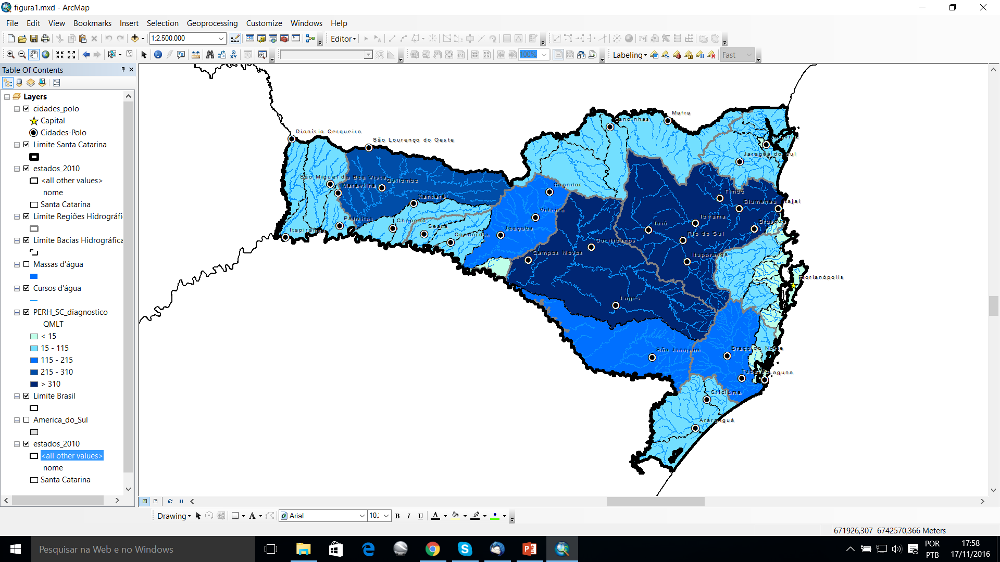 figura1.mxd - ArcMap
File Edit View Bookmarks Insert Selection Geoprocessing Customize Windows Help
1:2.500.000
Editor
100%
Labeling
Fast
Table Of Contents
Layers
cidades_polo
Capital
Cidades-Polo
Limite Santa Catarina
estados_2010
<all other values>
nome
Santa Catarina
Limite Regiões Hidrográfi
Limite Bacias Hidrográfica
Massas d'água
Cursos d'água
PERH_SC_diagnostico
QMLT
< 15
15 - 115
115 - 215
215 - 310
> 310
Limite Brasil
America_do_Sul
estados_2010
<all other values>
nome
Santa Catarina
Mafra
Canoinhas
Dionísio Cerqueira
São Lourenço do Oeste
Jaraguá do Sul
São Miguel da Boa Vista
Quilombo
Maravilha
Caçador
Timbó
Xanxerê
Blumenau
Itajaí
Videira
Ibirama
Palmitos
Chapecó
Seara
Taió
Brusque
Itapiranga
Joaçaba
Concórdia
Rio do Sul
Curitibanos
Campos Novos
Ituporanga
Florianópolis
Lages
São Joaquim
Braço do Norte
Laguna
Criciúma
Araranguá
Drawing
Arial
10,
B I U A
671926,307 6742570,366 Meters
Pesquisar na Web e no Windows
POR
PTB
17:58
17/11/2016